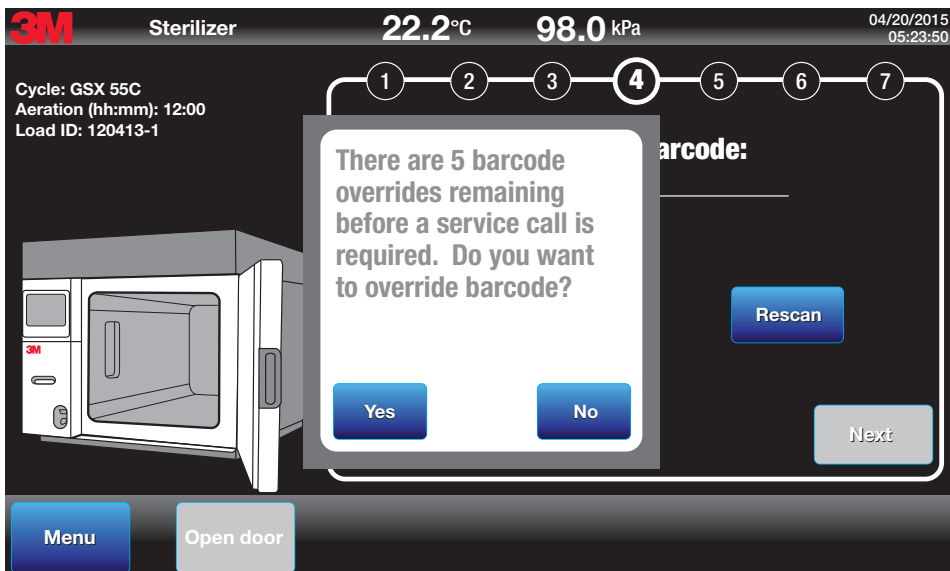 3M Sterilizer 22.2°C 98.0 kPa 04/20/2015
05:23:50
Cycle: GSX 55C
Aeration (hh:mm): 12:00
Load ID: 120413-1
1 2 3 4 5 6 7
arcode:
There are 5 barcode
overrides remaining
before a service call is
required. Do you want
to override barcode?
Yes No
Rescan
Next
3M
Menu Open door